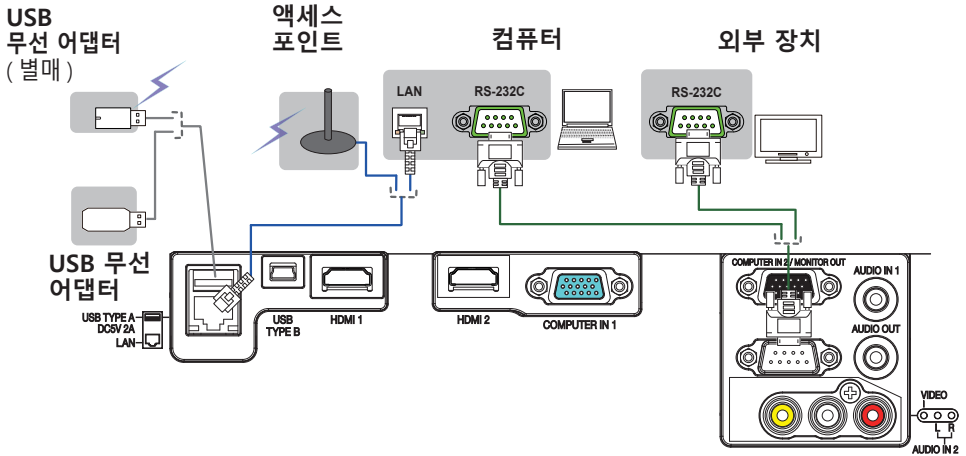 USB
무선 어댑터
( 별매 )
액세스
포인트
컴퓨터
외부 장치
LAN
RS-232C
RS-232C
USB 무선
어댑터
USB TYPE A
DC5V 2A
LAN
USB
TYPE B
HDMI 1
HDMI 2
COMPUTER IN 1
COMPUTER IN 2 / MONITOR OUT
AUDIO IN 1
AUDIO OUT
VIDEO
L R
AUDIO IN 2